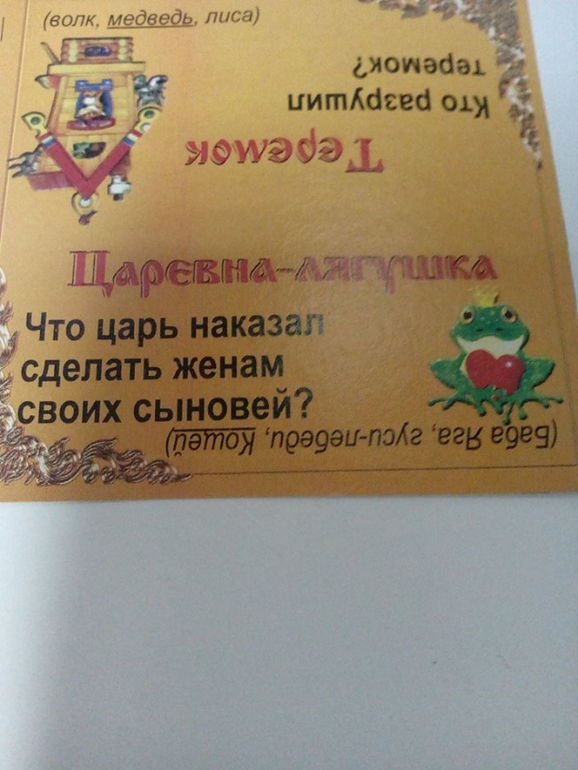 (волк, медведь, лиса)
Теремок
Кто разрушил
теремок?
Царевна-лягушка
Что царь наказал
сделать женам
своих сыновей?
(Баба Яга, гуси-лебеди, Кощей)